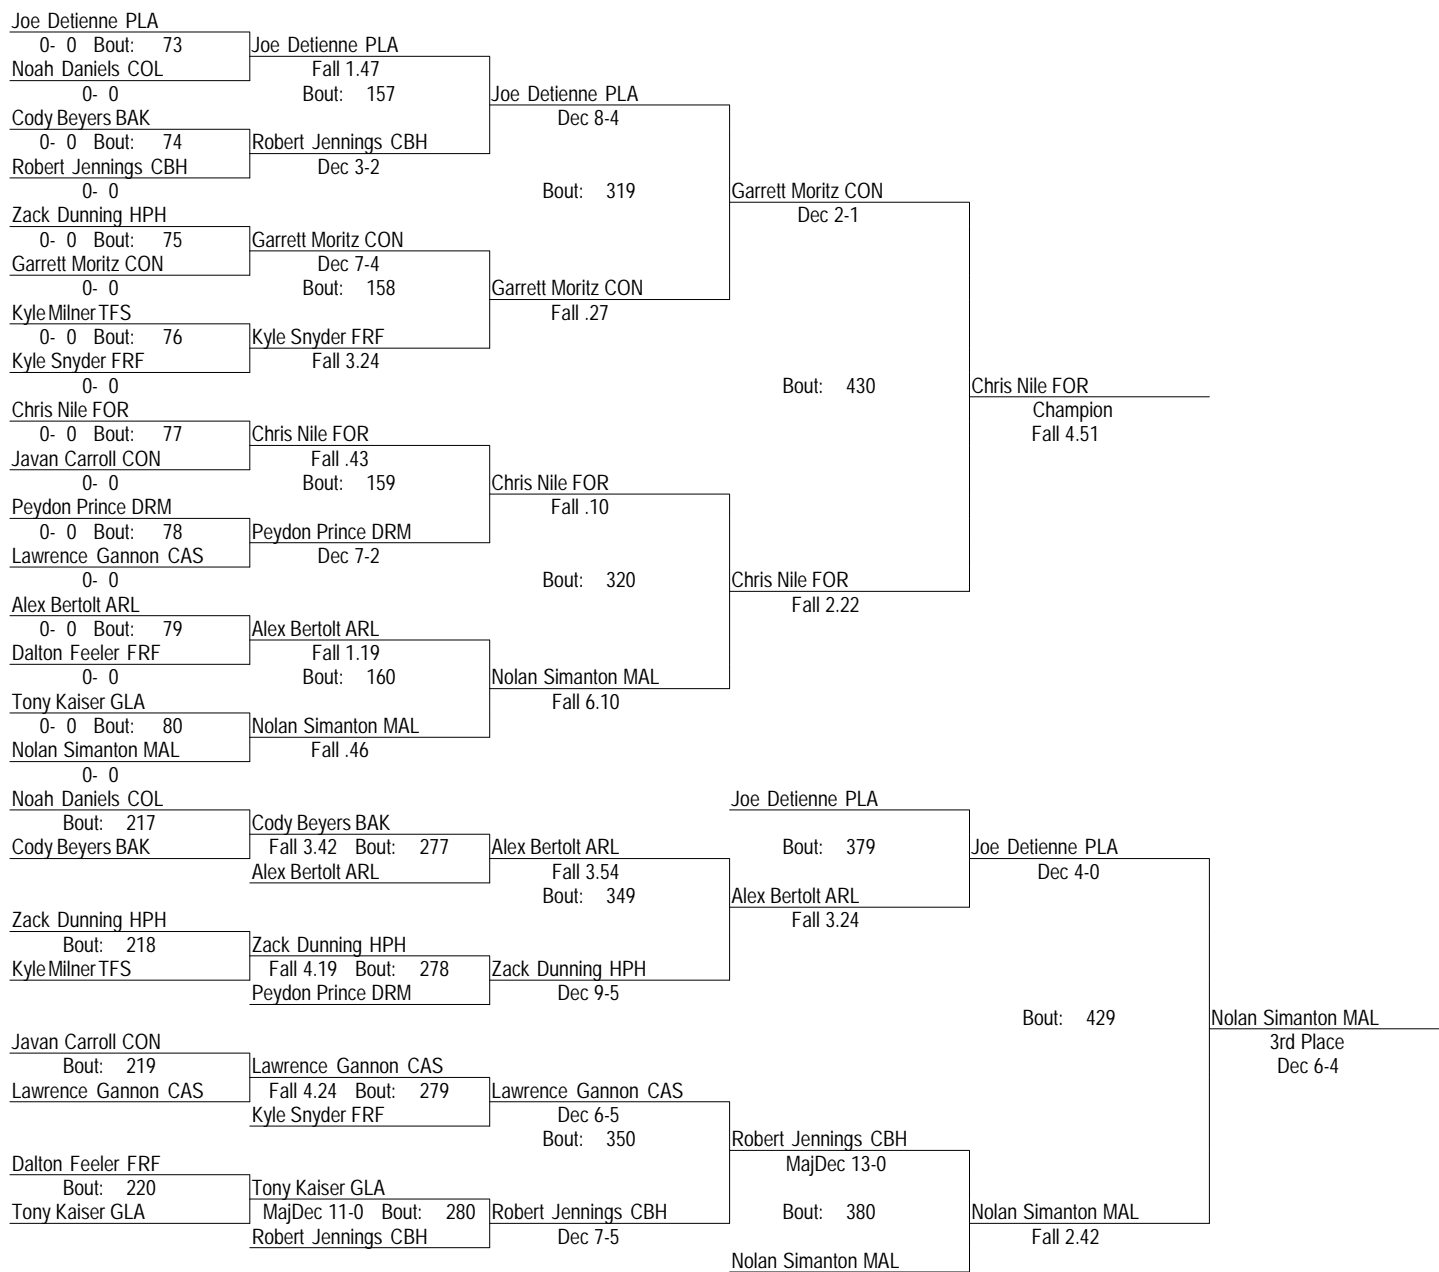 Joe Detienne PLA
0- 0 Bout: 73 Joe Detienne PLA
Noah Daniels COL Fall 1.47
0- 0 Bout: 157 Joe Detienne PLA
Cody Beyers BAK Dec 8-4
0- 0 Bout: 74 Robert Jennings CBH
Robert Jennings CBH Dec 3-2
0- 0 Bout: 319 Garrett Moritz CON
Zack Dunning HPH Dec 2-1
0- 0 Bout: 75 Garrett Moritz CON
Garrett Moritz CON Dec 7-4
0- 0 Bout: 158 Garrett Moritz CON
Kyle Milner TFS Fall .27
0- 0 Bout: 76 Kyle Snyder FRF
Kyle Snyder FRF Fall 3.24
0- 0 Bout: 430 Chris Nile FOR
Chris Nile FOR Champion
0- 0 Bout: 77 Chris Nile FOR Fall 4.51
Javan Carroll CON Fall .43
0- 0 Bout: 159 Chris Nile FOR
Peydon Prince DRM Fall .10
0- 0 Bout: 78 Peydon Prince DRM
Lawrence Gannon CAS Dec 7-2
0- 0 Bout: 320 Chris Nile FOR
Alex Bertolt ARL Fall 2.22
0- 0 Bout: 79 Alex Bertolt ARL
Dalton Feeler FRF Fall 1.19
0- 0 Bout: 160 Nolan Simanton MAL
Tony Kaiser GLA Fall 6.10
0- 0 Bout: 80 Nolan Simanton MAL
Nolan Simanton MAL Fall .46
0- 0
Noah Daniels COL Joe Detienne PLA
Bout: 217 Cody Beyers BAK
Cody Beyers BAK Fall 3.42 Bout: 277 Alex Bertolt ARL Bout: 379 Joe Detienne PLA
Alex Bertolt ARL Fall 3.54 Dec 4-0
Bout: 349 Alex Bertolt ARL
Zack Dunning HPH Fall 3.24
Bout: 218 Zack Dunning HPH
Kyle Milner TFS Fall 4.19 Bout: 278 Zack Dunning HPH
Peydon Prince DRM Dec 9-5
Bout: 429 Nolan Simanton MAL
Javan Carroll CON 3rd Place
Bout: 219 Lawrence Gannon CAS Dec 6-4
Lawrence Gannon CAS Fall 4.24 Bout: 279 Lawrence Gannon CAS
Kyle Snyder FRF Dec 6-5
Bout: 350 Robert Jennings CBH
Dalton Feeler FRF MajDec 13-0
Bout: 220 Tony Kaiser GLA
Tony Kaiser GLA MajDec 11-0 Bout: 280 Robert Jennings CBH Bout: 380 Nolan Simanton MAL
Robert Jennings CBH Dec 7-5 Fall 2.42
Nolan Simanton MAL